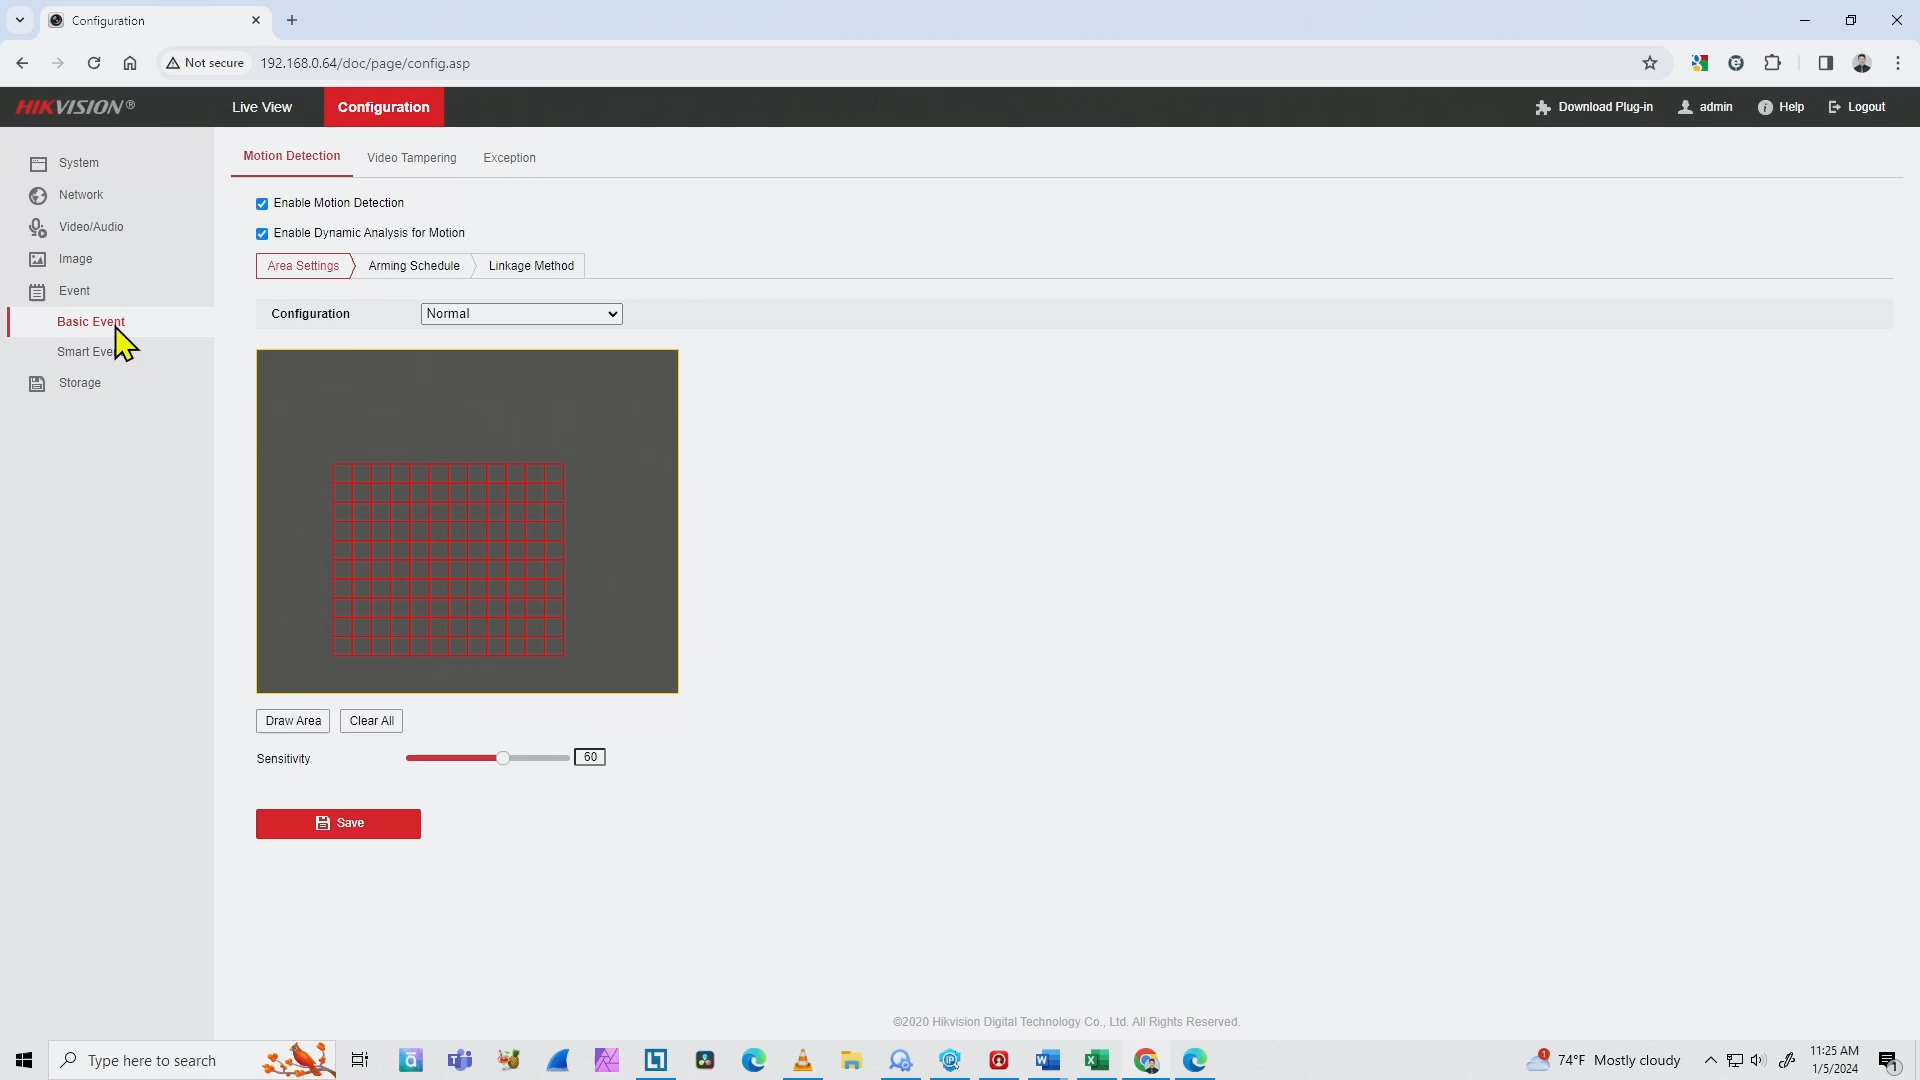 Configuration
Not secure
192.168.0.64/doc/page/config.asp
HIKVISION®
Live View
Configuration
Download Plug-in
admin
Help
Logout
System
Network
Video/Audio
Image
Event
Basic Event
Smart Eve
Storage
Motion Detection
Video Tampering
Exception
Enable Motion Detection
Enable Dynamic Analysis for Motion
Area Settings
Arming Schedule
Linkage Method
Configuration
Normal
Draw Area
Clear All
Sensitivity
60
Save
©2020 Hikvision Digital Technology Co., Ltd. All Rights Reserved.
Type here to search
74°F Mostly cloudy
11:25 AM
1/5/2024